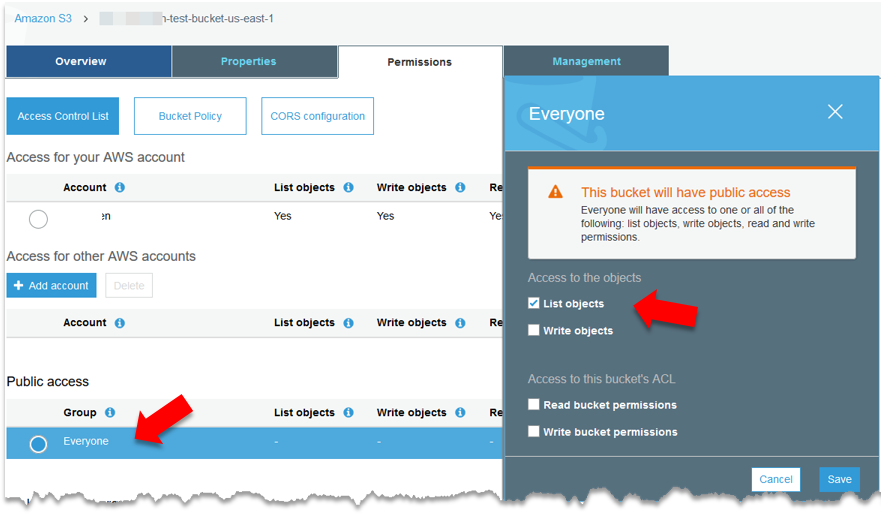 Amazon S3 > n-test-bucket-us-east-1
Overview
Properties
Permissions
Management
Access Control List
Bucket Policy
CORS configuration
Access for your AWS account
Account List objects Write objects Re
en Yes Yes Yes
Access for other AWS accounts
+ Add account
Delete
Account List objects Write objects Re
Public access
Group List objects Write objects Re
Everyone - - -
Everyone
This bucket will have public access
Everyone will have access to one or all of the
following: list objects, write objects, read and write
permissions.
Access to the objects
List objects
Write objects
Access to this bucket's ACL
Read bucket permissions
Write bucket permissions
Cancel
Save